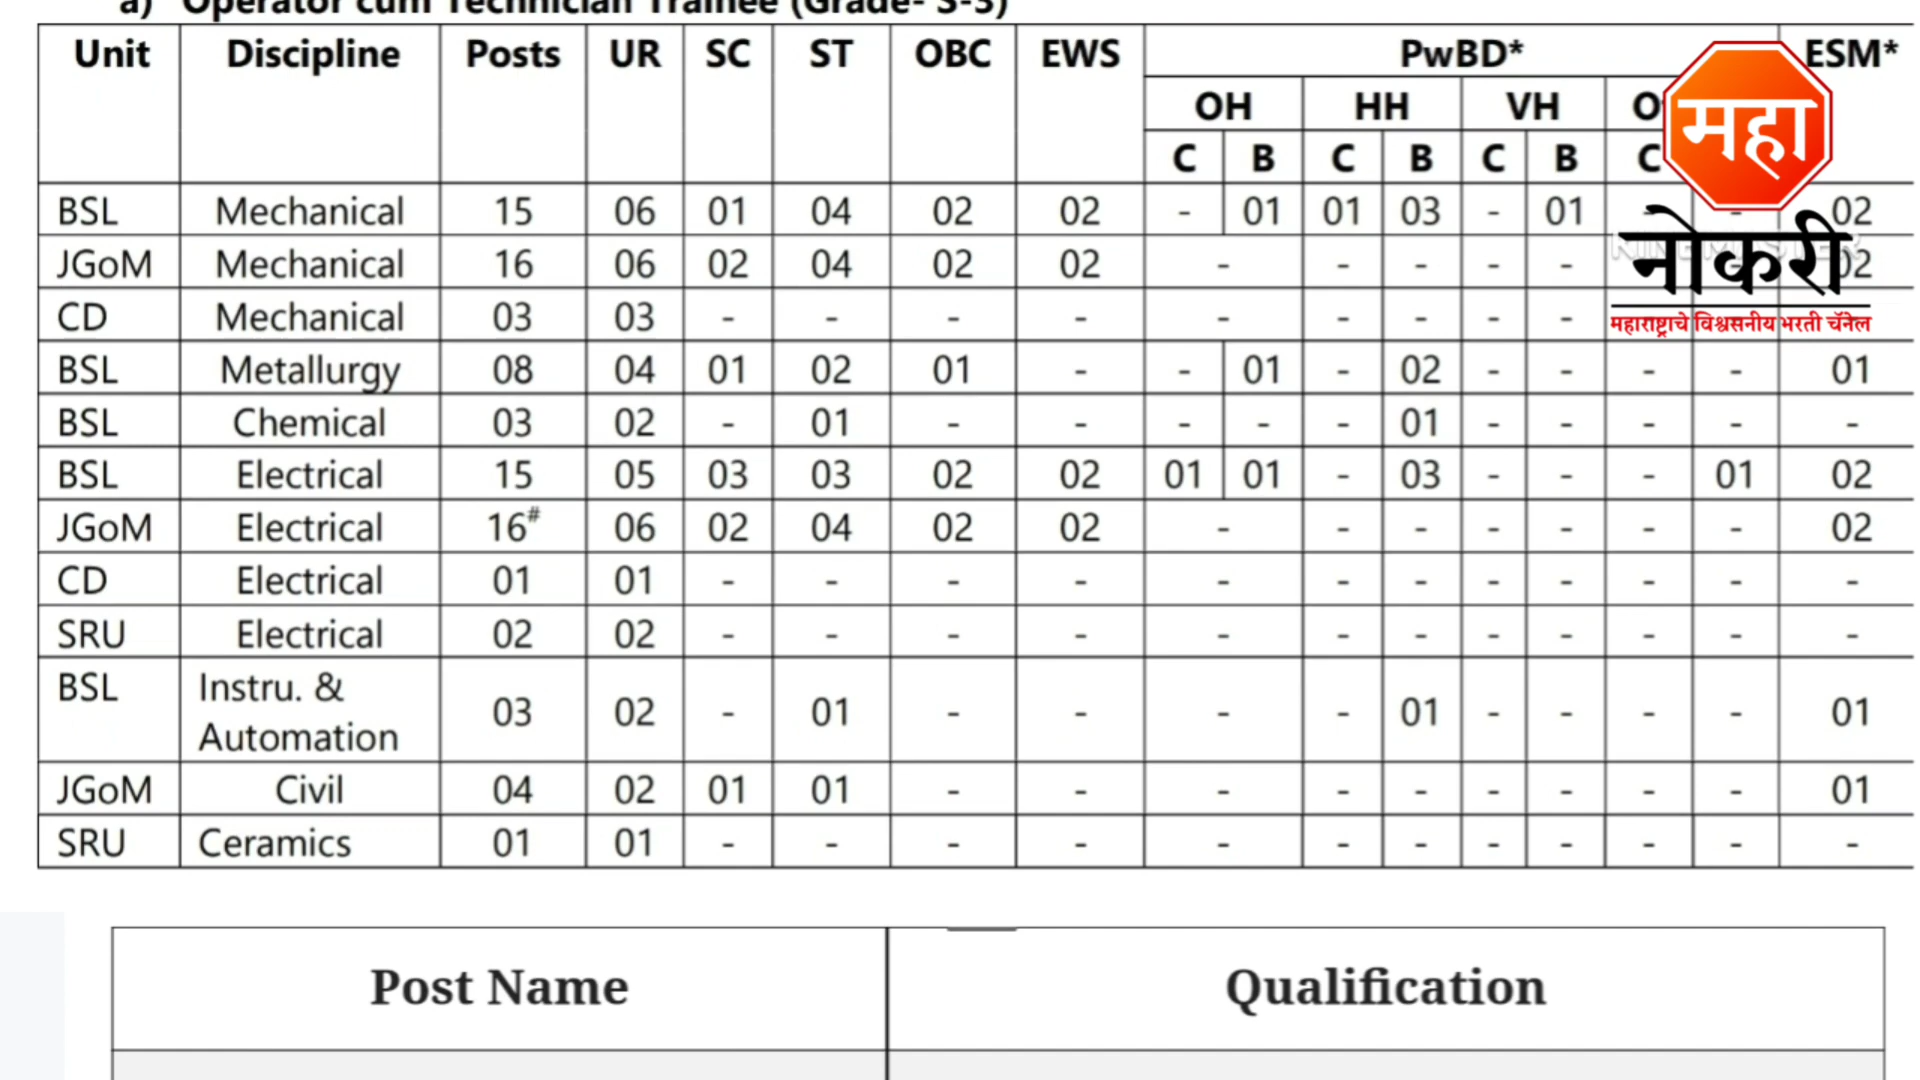 a) Operator cum Technician Trainee (Grade- S-3)
Unit Discipline Posts UR SC ST OBC EWS PwBD* ESM*
OH HH VH
C B C B C B C
BSL Mechanical 15 06 01 04 02 02 - 01 01 03 - 01 - - 02
JGoM Mechanical 16 06 02 04 02 02 - - - - - 02
CD Mechanical 03 03 - - - - - - - - -
BSL Metallurgy 08 04 01 02 01 - - 01 - 02 - - - - 01
BSL Chemical 03 02 - 01 - - - - - 01 - - - - -
BSL Electrical 15 05 03 03 02 02 01 01 - 03 - - - 01 02
JGoM Electrical 16# 06 02 04 02 02 - - - - - - - 02
CD Electrical 01 01 - - - - - - - - - - - -
SRU Electrical 02 02 - - - - - - - - - - - -
BSL Instru. & Automation 03 02 - 01 - - - - 01 - - - - 01
JGoM Civil 04 02 01 01 - - - - - - - - - 01
SRU Ceramics 01 01 - - - - - - - - - - - -
महा
नोकरी
महाराष्ट्राचे विश्वसनीय भरती चॅनेल
Post Name Qualification